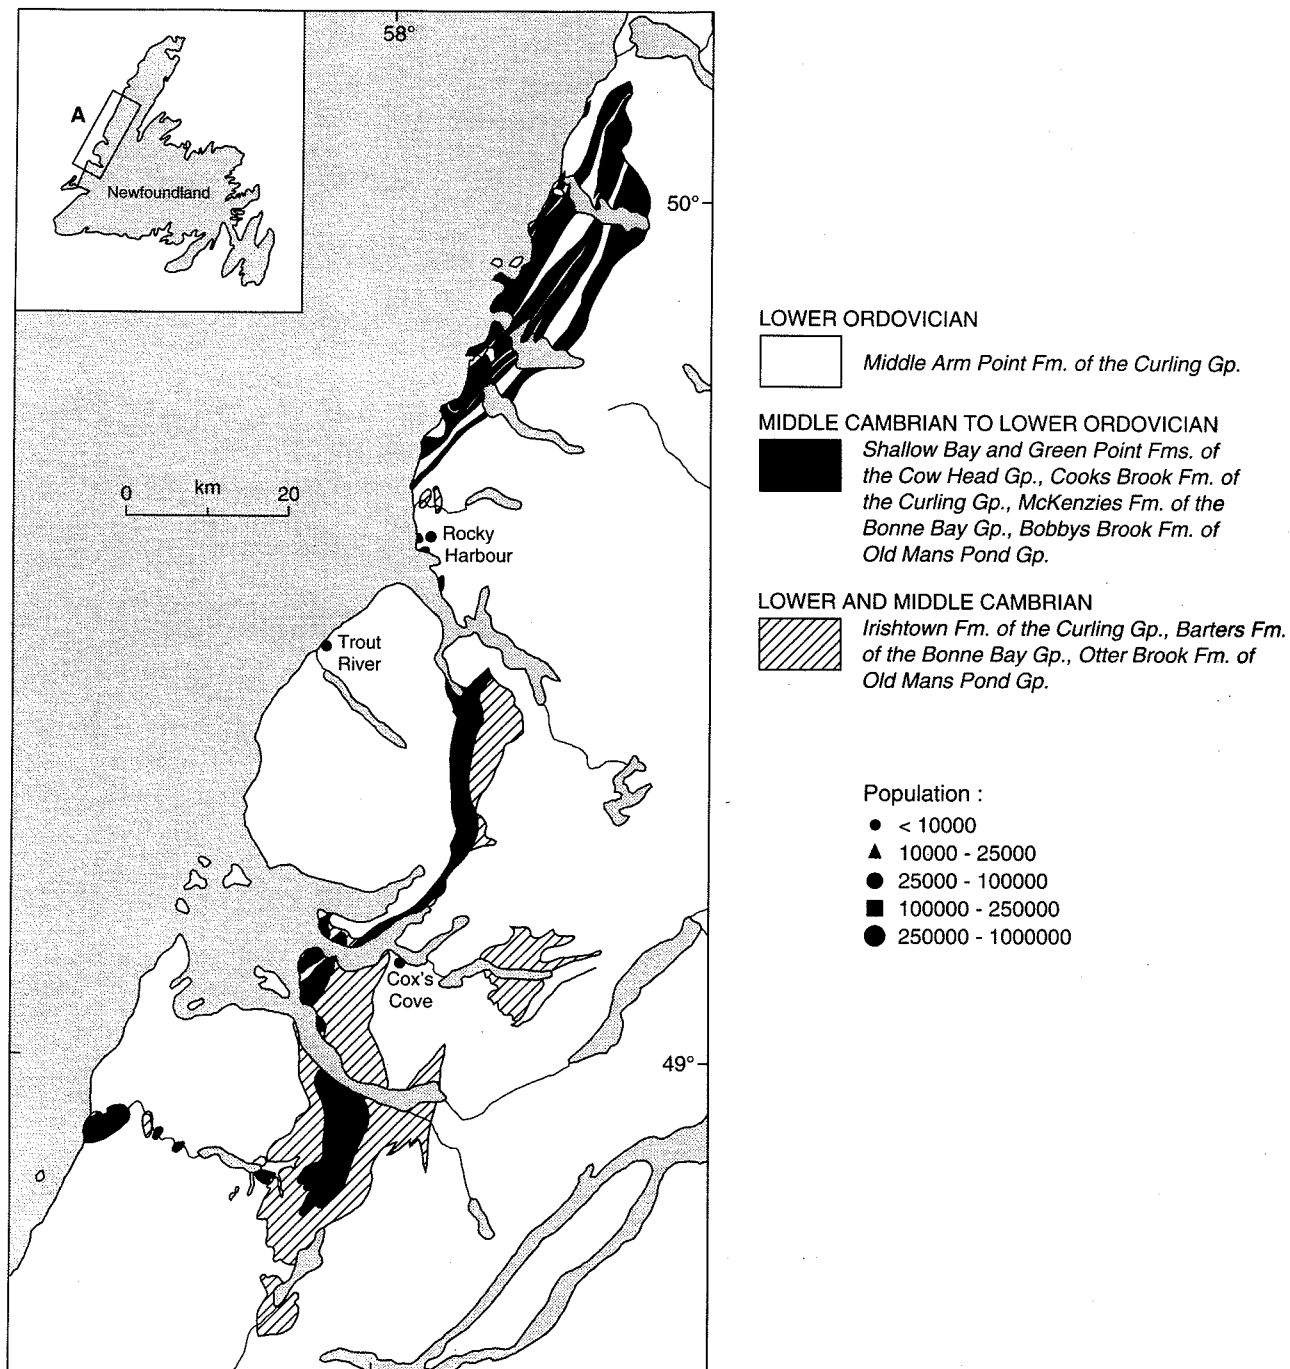 58°
A
Newfoundland
50°
0 km 20
Rocky
Harbour
Trout
River
Cox's
Cove
49°
LOWER ORDOVICIAN
Middle Arm Point Fm. of the Curling Gp.
MIDDLE CAMBRIAN TO LOWER ORDOVICIAN
Shallow Bay and Green Point Fms. of
the Cow Head Gp., Cooks Brook Fm. of
the Curling Gp., McKenzies Fm. of the
Bonne Bay Gp., Bobbys Brook Fm. of
Old Mans Pond Gp.
LOWER AND MIDDLE CAMBRIAN
Irishtown Fm. of the Curling Gp., Barters Fm.
of the Bonne Bay Gp., Otter Brook Fm. of
Old Mans Pond Gp.
Population :
< 10000
10000 - 25000
25000 - 100000
100000 - 250000
250000 - 1000000